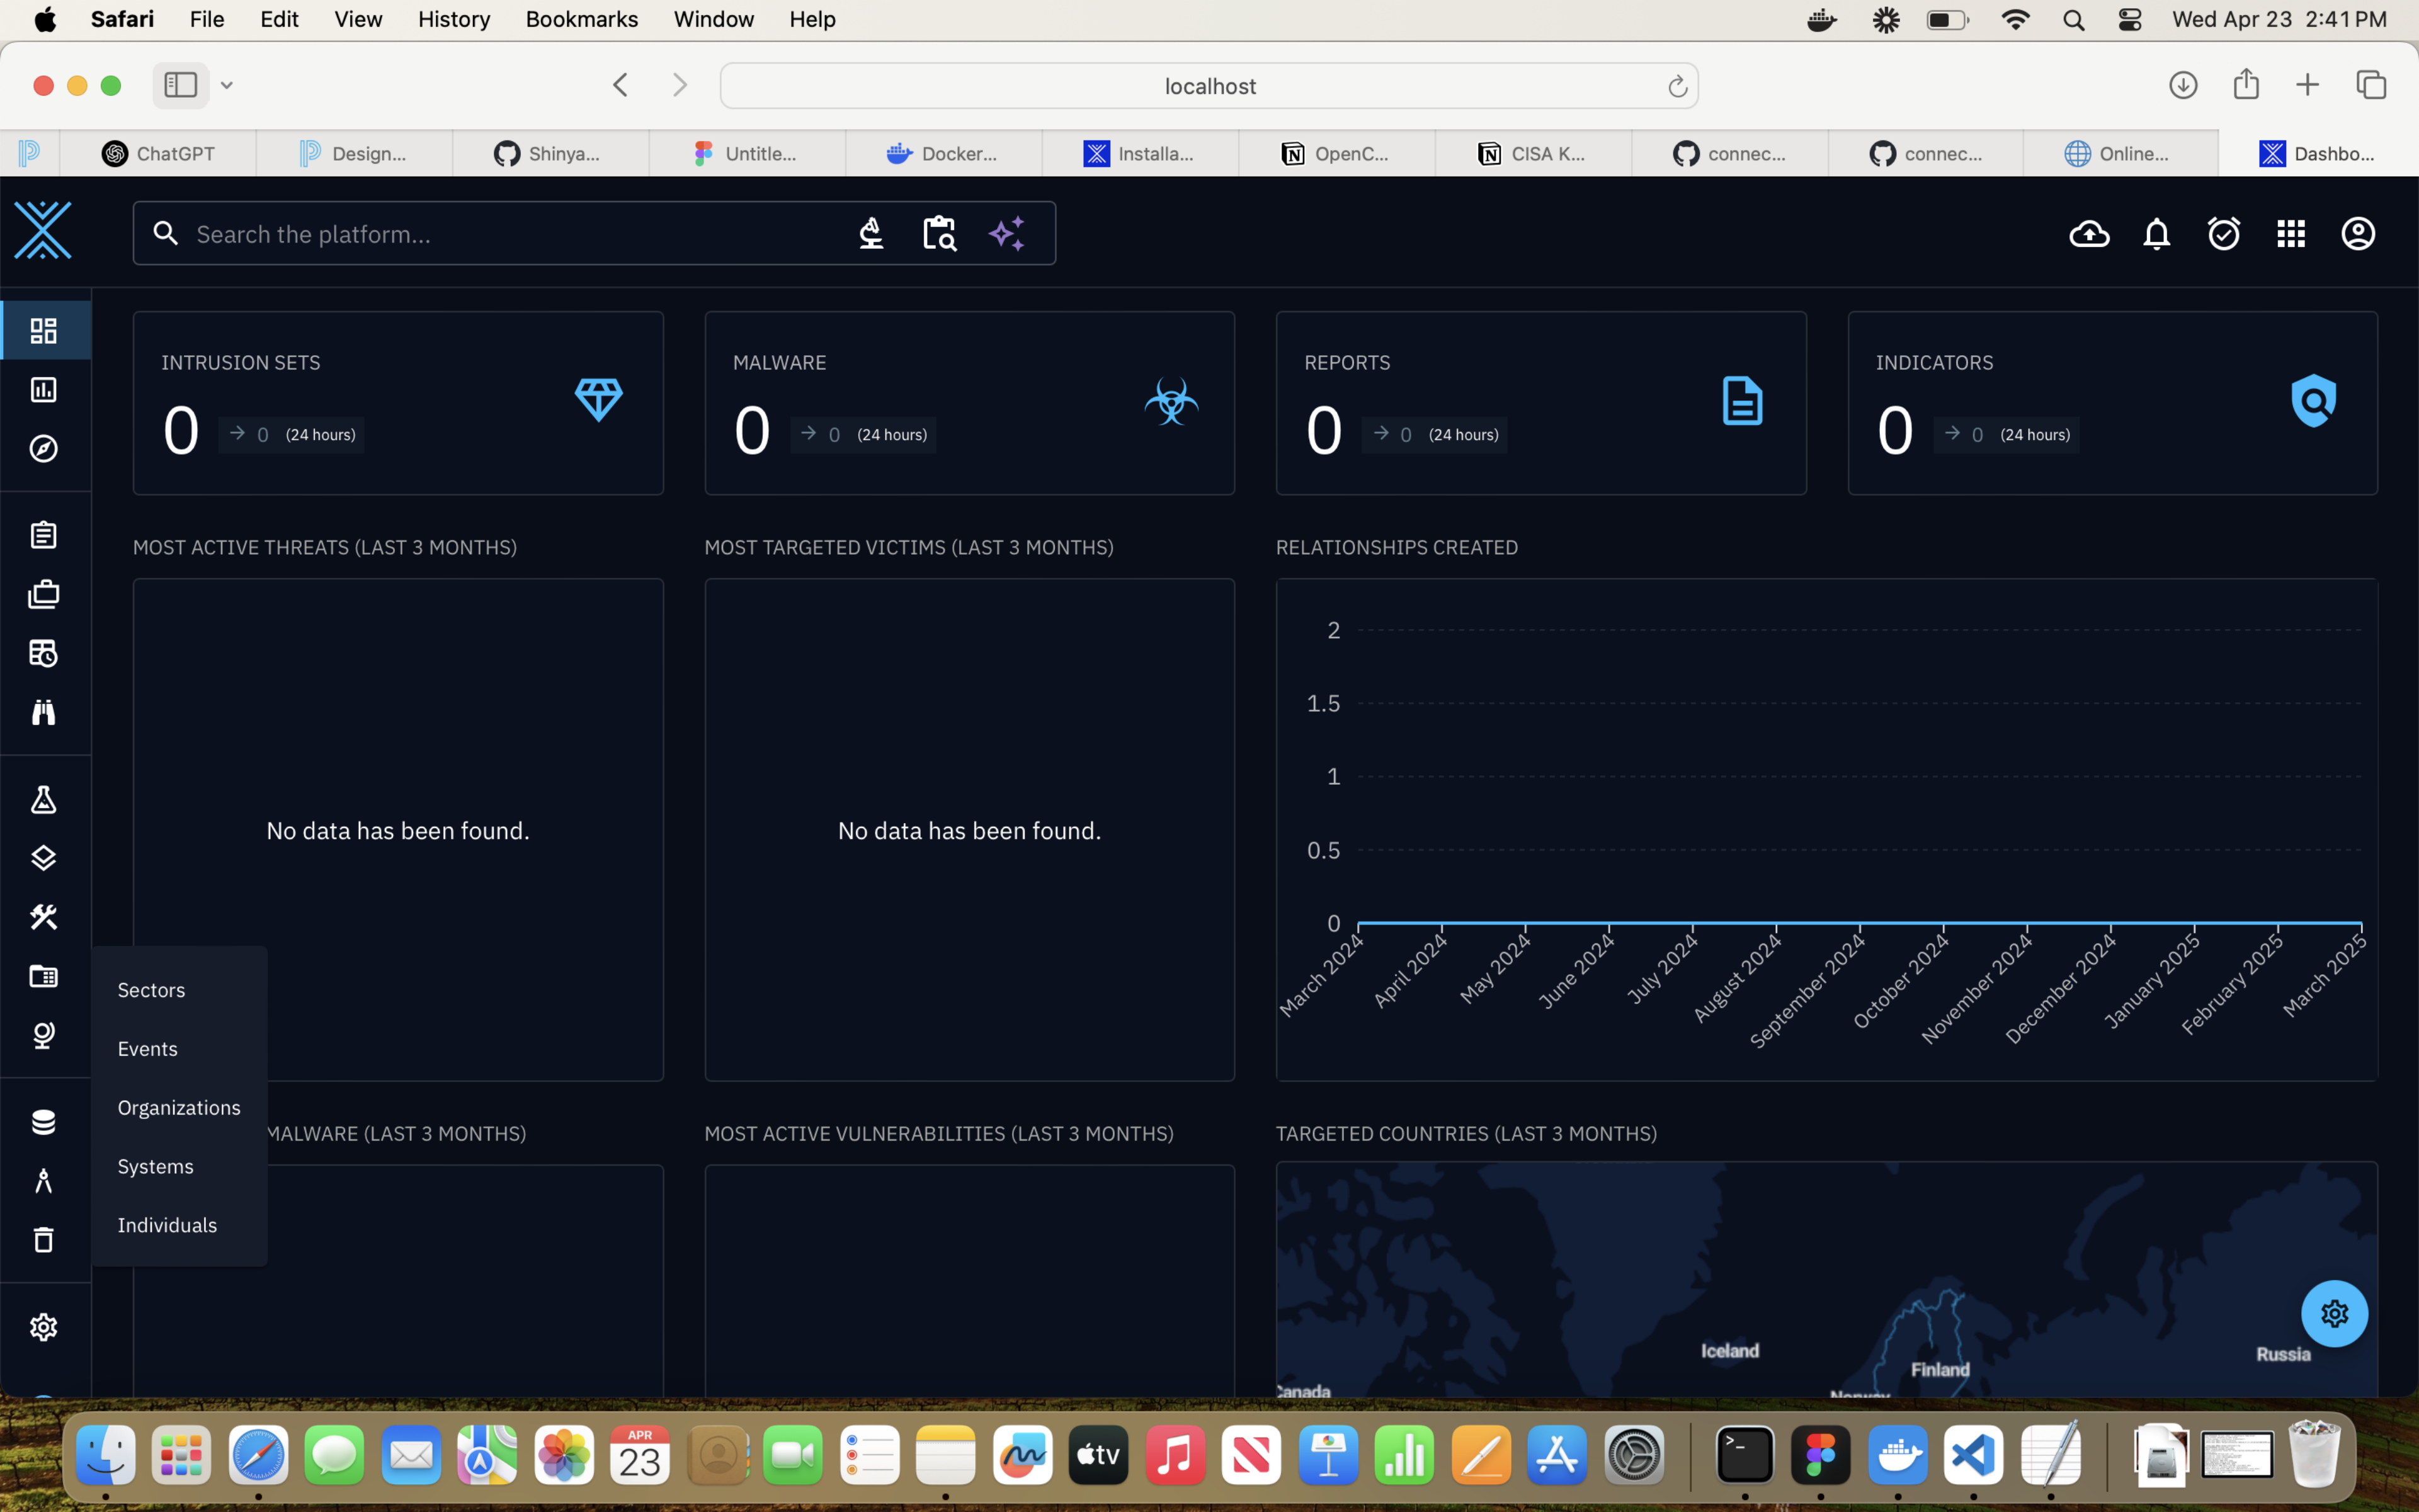 Safari File Edit View History Bookmarks Window Help Wed Apr 23 2:41 PM
localhost
ChatGPT Design... Shinya... Untitle... Docker... Installa... OpenC... CISA K... connec... connec... Online... Dashbo...
Search the platform...
INTRUSION SETS
0 0 (24 hours)
MALWARE
0 0 (24 hours)
REPORTS
0 0 (24 hours)
INDICATORS
0 0 (24 hours)
MOST ACTIVE THREATS (LAST 3 MONTHS)
No data has been found.
MOST TARGETED VICTIMS (LAST 3 MONTHS)
No data has been found.
RELATIONSHIPS CREATED
2
1.5
1
0.5
0
March 2024 April 2024 May 2024 June 2024 July 2024 August 2024 September 2024 October 2024 November 2024 December 2024 January 2025 February 2025 March 2025
Sectors
Events
Organizations
Systems
Individuals
MALWARE (LAST 3 MONTHS)
MOST ACTIVE VULNERABILITIES (LAST 3 MONTHS)
TARGETED COUNTRIES (LAST 3 MONTHS)
Iceland
Finland
Russia
Canada
Norway
APR
23
tv